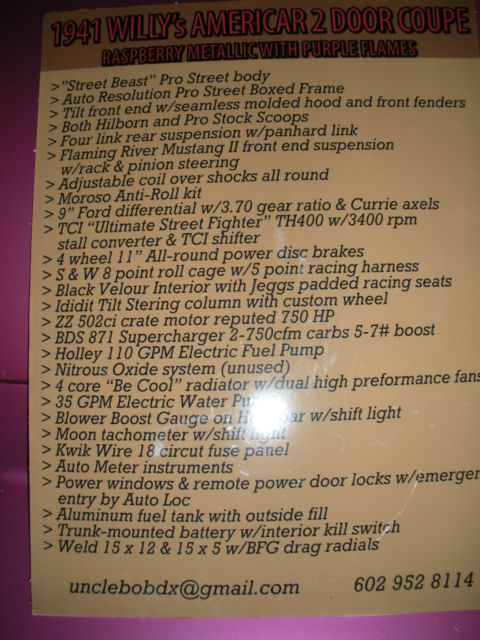 1941 WILLY's AMERICAR 2 DOOR COUPE
RASPBERRY METALLIC WITH PURPLE FLAMES
>"Street Beast" Pro Street body
> Auto Resolution Pro Street Boxed Frame
> Tilt front end w/seamless molded hood and front fenders
> Both Hilborn and Pro Stock Scoops
> Four link rear suspension w/panhard link
> Flaming River Mustang II front end suspension
w/rack & pinion steering
> Adjustable coil over shocks all round
> Moroso Anti-Roll kit
> 9" Ford differential w/3.70 gear ratio & Currie axels
> TCI "Ultimate Street Fighter" TH400 w/3400 rpm
stall converter & TCI shifter
> 4 wheel 11" All-round power disc brakes
> S & W 8 point roll cage w/5 point racing harness
> Black Velour Interior with Jeggs padded racing seats
> Ididit Tilt Stering column with custom wheel
> ZZ 502ci crate motor reputed 750 HP
> BDS 871 Supercharger 2-750cfm carbs 5-7# boost
> Holley 110 GPM Electric Fuel Pump
> Nitrous Oxide system (unused)
> 4 core "Be Cool" radiator w/dual high preformance fans
> 35 GPM Electric Water
> Blower Boost Gauge on bar w/shift light
> Moon tachometer w/shift light
> Kwik Wire 18 circut fuse panel
> Auto Meter instruments
> Power windows & remote power door locks w/emergen
entry by Auto Loc
> Aluminum fuel tank with outside fill
> Trunk-mounted battery w/interior kill switch
> Weld 15 x 12 & 15 x 5 w/BFG drag radials
unclebobdx@gmail.com 602 952 8114